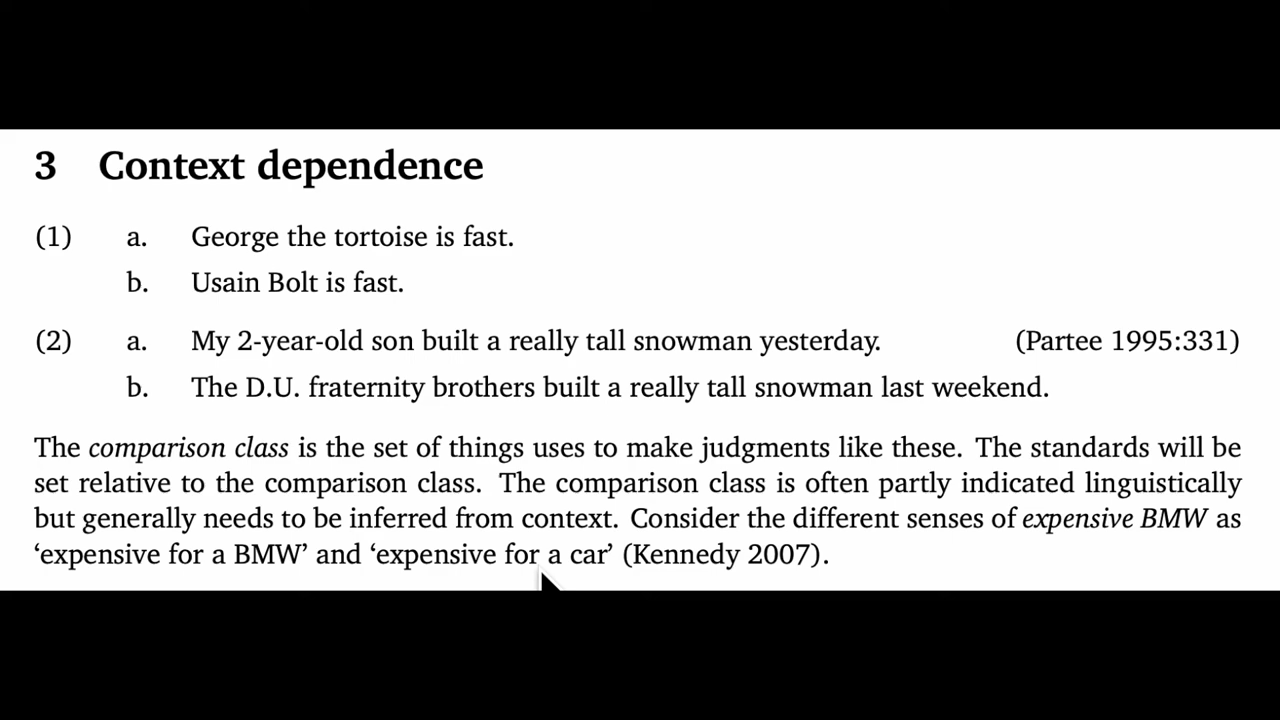 3 Context dependence
(1) a. George the tortoise is fast.
b. Usain Bolt is fast.
(2) a. My 2-year-old son built a really tall snowman yesterday. (Partee 1995:331)
b. The D.U. fraternity brothers built a really tall snowman last weekend.
The comparison class is the set of things uses to make judgments like these. The standards will be
set relative to the comparison class. The comparison class is often partly indicated linguistically
but generally needs to be inferred from context. Consider the different senses of expensive BMW as
‘expensive for a BMW’ and ‘expensive for a car’ (Kennedy 2007).